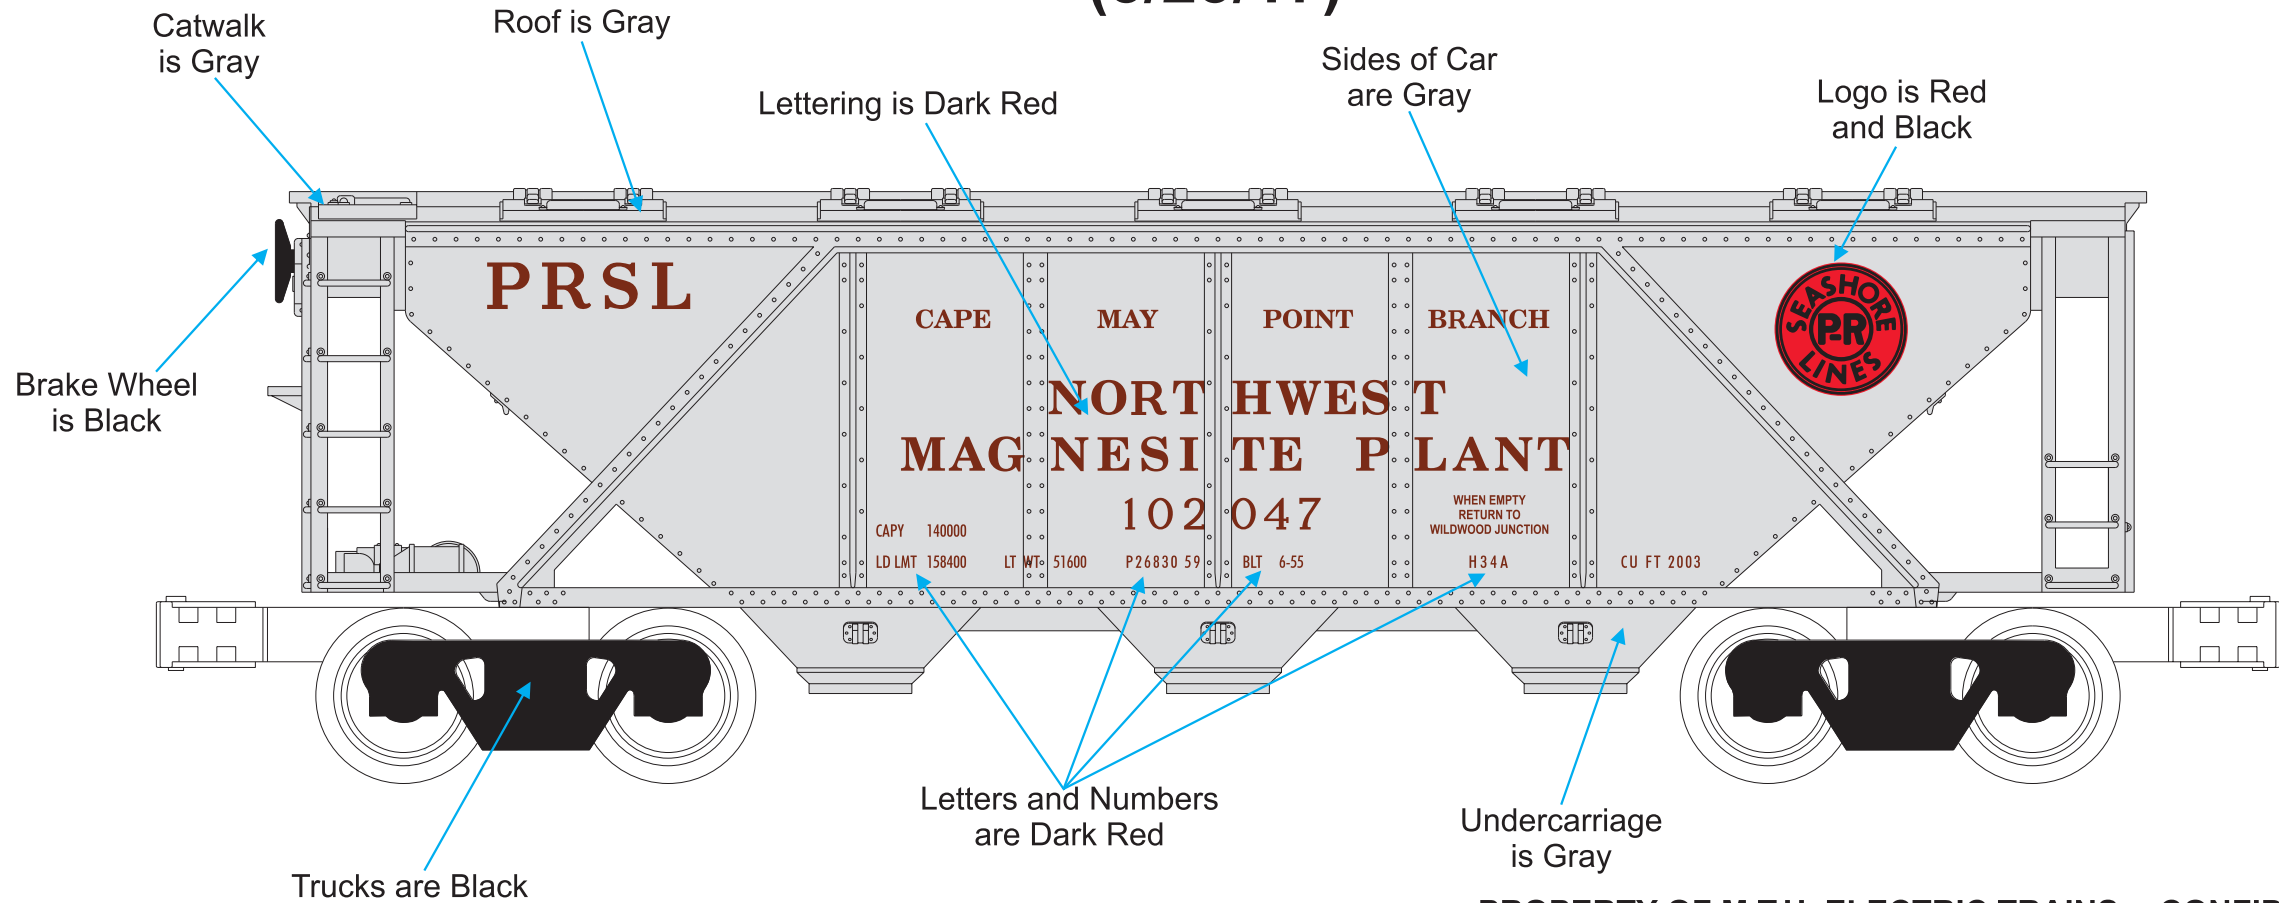 Catwalk
is Gray
Roof is Gray
Lettering is Dark Red
Sides of Car
are Gray
Logo is Red
and Black
Brake Wheel
is Black
PRSL
CAPE MAY POINT BRANCH
NORTHWEST
MAGNESITE PLANT
102047
WHEN EMPTY
RETURN TO
WILDWOOD JUNCTION
CAPY 140000
LD LMT 158400 LT WT 51600 P26830 59 BLT 6-55 H34A CU FT 2003
SEASHORE
P-R
LINES
Letters and Numbers
are Dark Red
Undercarriage
is Gray
Trucks are Black